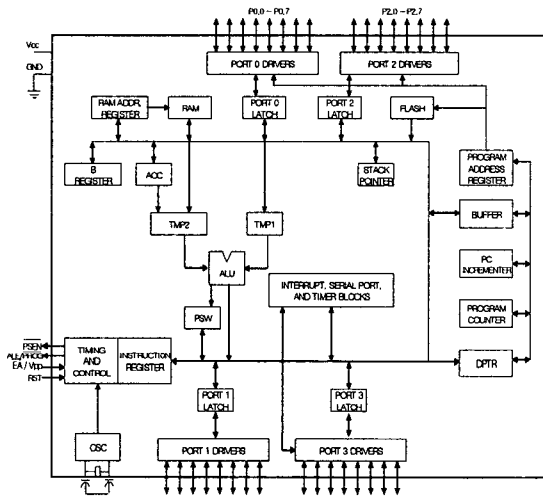 P0.0 ~ P0.7
P2.0 ~ P2.7
Vcc
GND
PORT 0 DRIVERS
PORT 2 DRIVERS
RAM ADDR.
REGISTER
RAM
PORT 0
LATCH
PORT 2
LATCH
FLASH
B
REGISTER
ACC
STACK
POINTER
PROGRAM
ADDRESS
REGISTER
TMP2
TMP1
BUFFER
ALU
PC
INCREMENTER
INTERRUPT, SERIAL PORT,
AND TIMER BLOCKS
PSW
PROGRAM
COUNTER
PSEN
ALE/PROG
EA / Vpp
RST
TIMING
AND
CONTROL
INSTRUCTION
REGISTER
DPTR
PORT 1
LATCH
PORT 3
LATCH
OSC
PORT 1 DRIVERS
PORT 3 DRIVERS